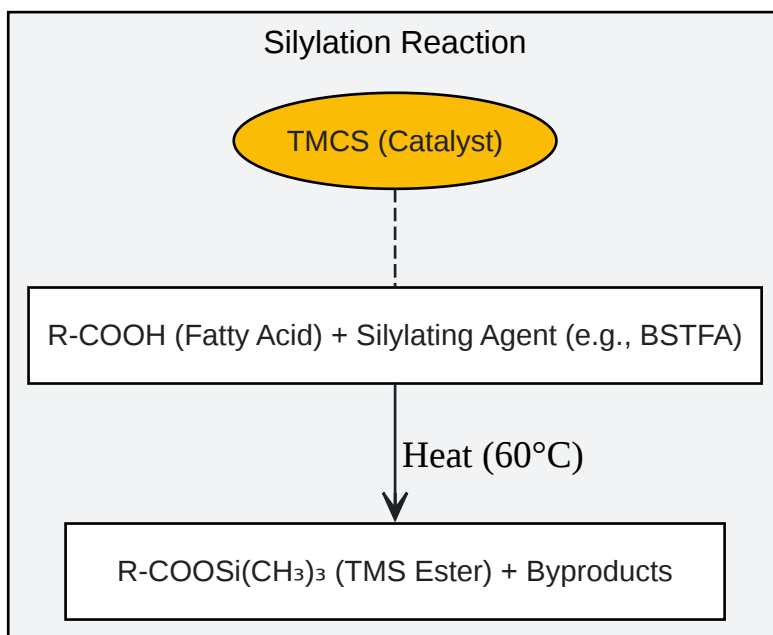 Silylation Reaction
TMCS (Catalyst)
R-COOH (Fatty Acid) + Silylating Agent (e.g., BSTFA)
Heat (60°C)
R-COOSi(CH₃)₃ (TMS Ester) + Byproducts